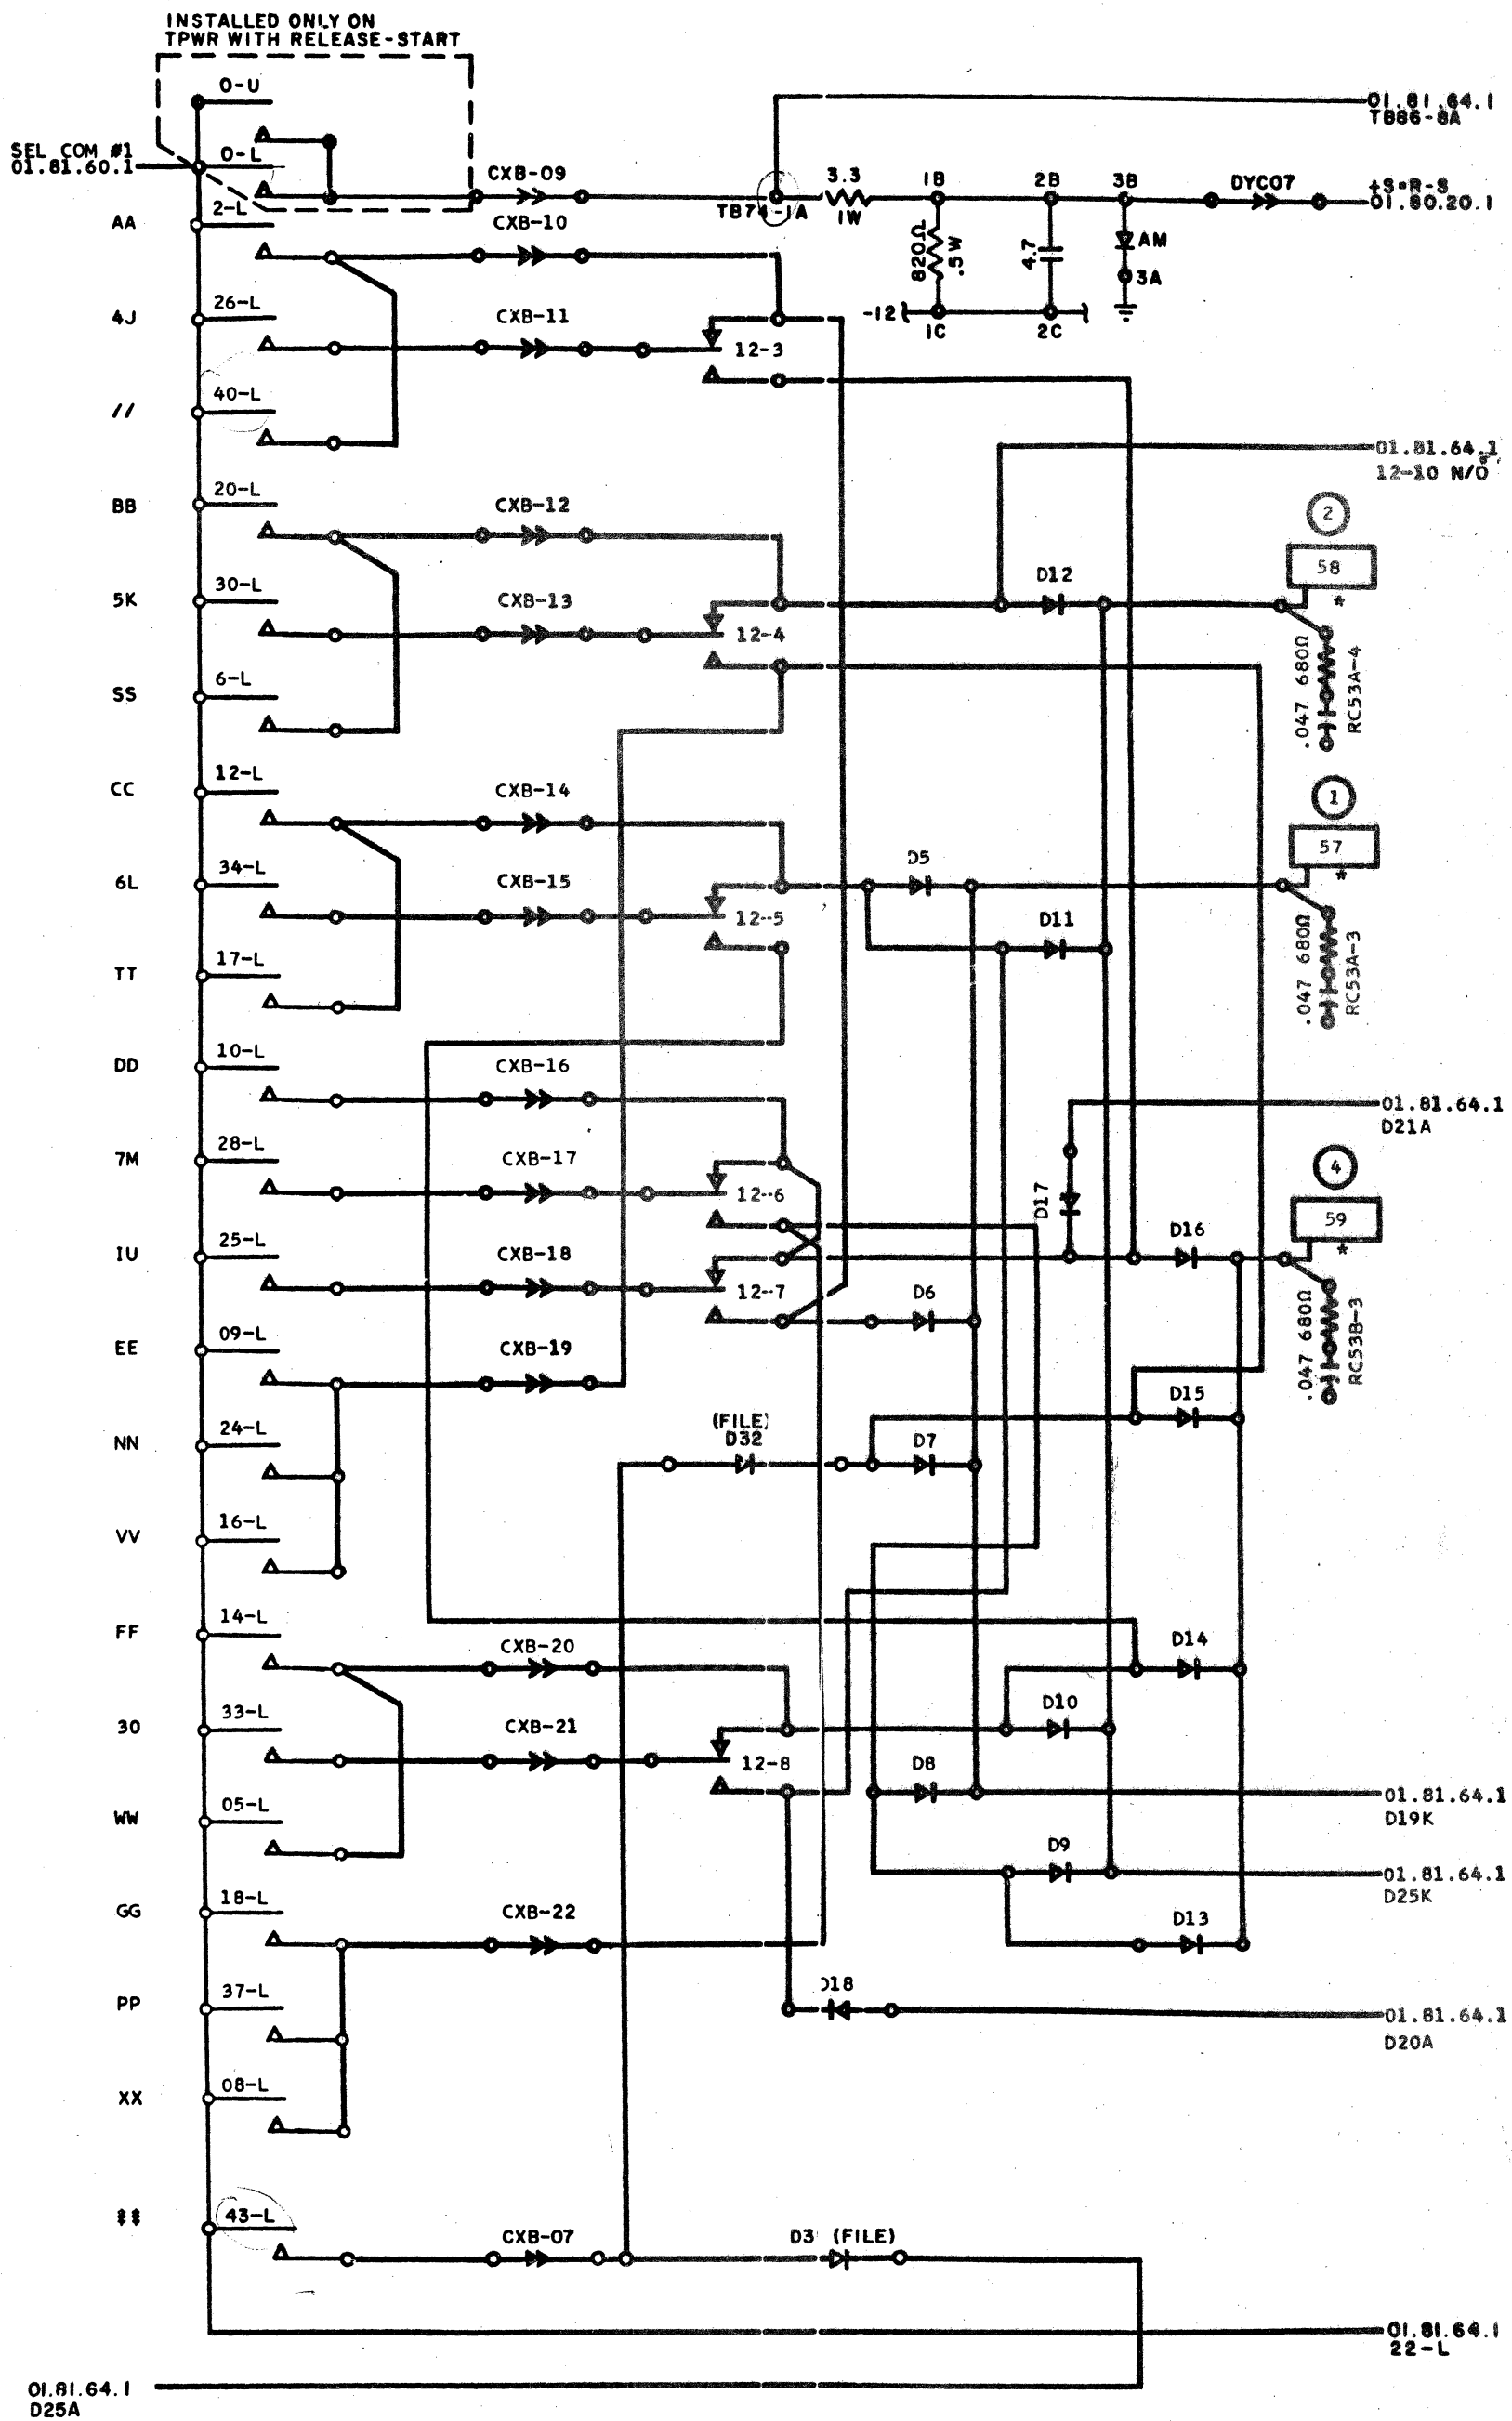 INSTALLED ONLY ON
TPWR WITH RELEASE-START
0-U
01.81.64.1
TB86-8A
SEL COM #1
01.81.60.1
0-L
CXB-09
TB74-1A
3.3
1W
1B
2B
3B
DYC07
+S•R-S
01.80.20.1
820Ω
.5W
4.7
AM
3A
-12
1C
2C
AA
2-L
CXB-10
4J
26-L
CXB-11
12-3
//
40-L
01.81.64.1
12-10 N/O
BB
20-L
CXB-12
2
58
*
5K
30-L
CXB-13
12-4
D12
.047 680Ω
RC53A-4
SS
6-L
CC
12-L
CXB-14
1
57
*
6L
34-L
CXB-15
12-5
D5
D11
.047 680Ω
RC53A-3
TT
17-L
DD
10-L
CXB-16
01.81.64.1
D21A
7M
28-L
CXB-17
12-6
D17
4
59
*
IU
25-L
CXB-18
12-7
D16
D6
.047 680Ω
RC53B-3
EE
09-L
CXB-19
D15
NN
24-L
(FILE)
D32
D7
VV
16-L
FF
14-L
CXB-20
D14
30
33-L
CXB-21
12-8
D10
D8
01.81.64.1
D19K
WW
05-L
D9
01.81.64.1
D25K
GG
18-L
CXB-22
D13
PP
37-L
D18
01.81.64.1
D20A
XX
08-L
‡‡
43-L
CXB-07
D3 (FILE)
01.81.64.1
22-L
01.81.64.1
D25A